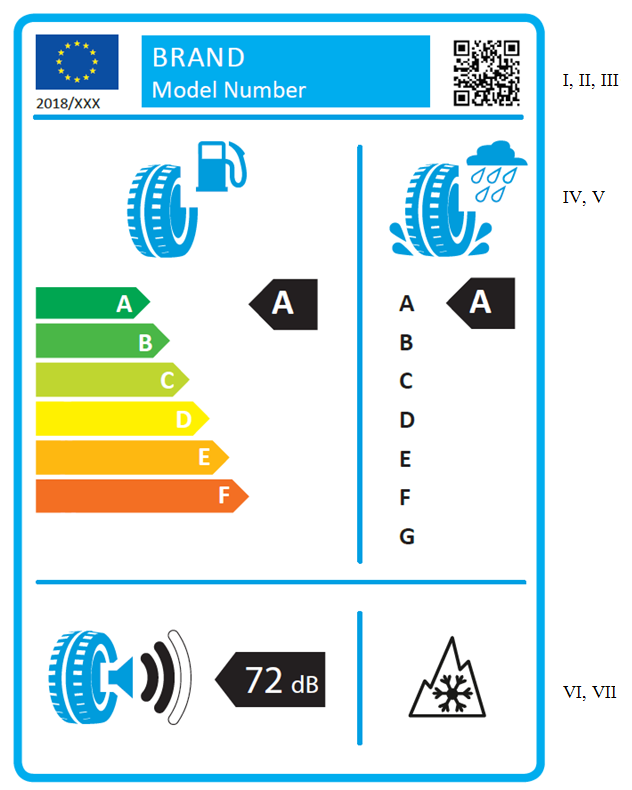 BRAND
Model Number
2018/XXX
I, II, III
IV, V
A
B
C
D
E
F
A
A
B
C
D
E
F
G
A
72 dB
VI, VII